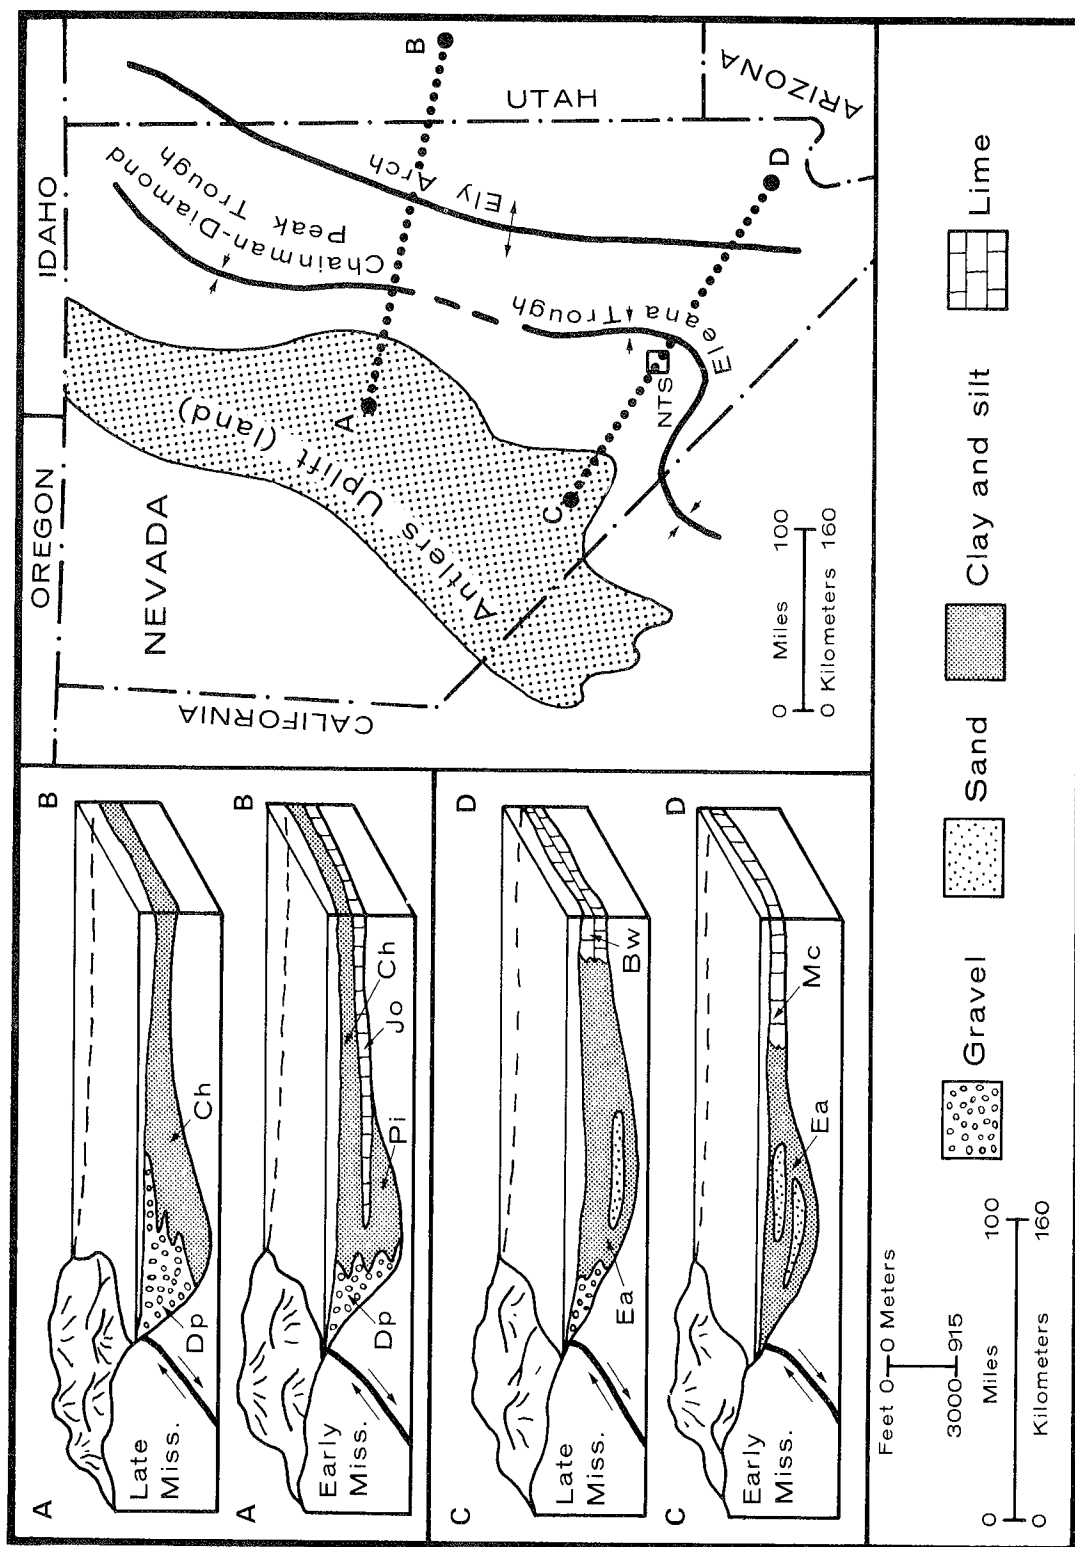 A
B
Late
Miss.
Dp
Ch
A
B
Early
Miss.
Dp
Pi
Jo
Ch
C
D
Late
Miss.
Ea
Bw
C
D
Early
Miss.
Ea
Mc
OREGON
IDAHO
NEVADA
CALIFORNIA
UTAH
ARIZONA
Antlers Uplift (land)
Chainman-Diamond
Peak Trough
Ely Arch
Eleana Trough
NTS
A
B
C
D
Miles
0 100
0 Kilometers 160
Feet 0 0 Meters
3000 915
Miles
0 100
0 160
Kilometers
Gravel
Sand
Clay and silt
Lime